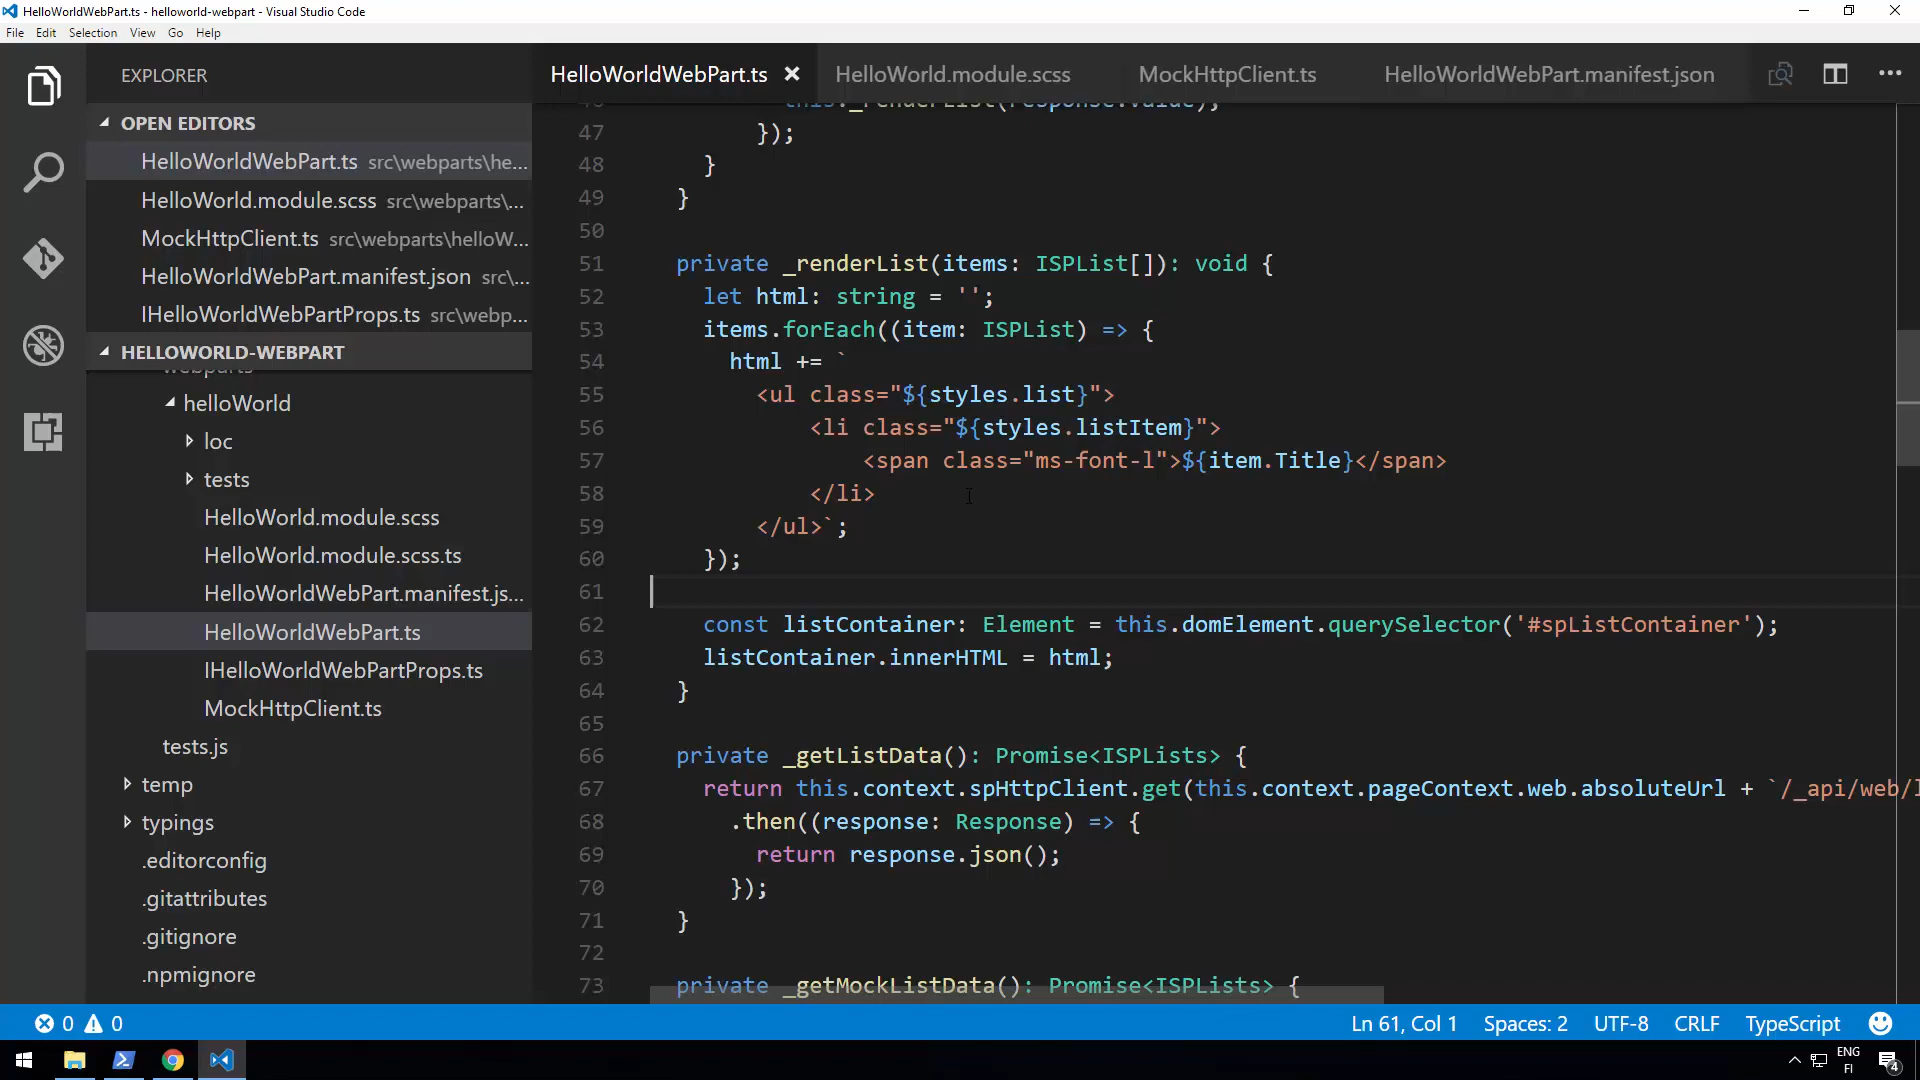 HelloWorldWebPart.ts - helloworld-webpart - Visual Studio Code
File Edit Selection View Go Help
EXPLORER
OPEN EDITORS
HelloWorldWebPart.ts src\webparts\he...
HelloWorld.module.scss src\webparts\...
MockHttpClient.ts src\webparts\helloW...
HelloWorldWebPart.manifest.json src\...
IHelloWorldWebPartProps.ts src\webp...
HELLOWORLD-WEBPART
webparts
helloWorld
loc
tests
HelloWorld.module.scss
HelloWorld.module.scss.ts
HelloWorldWebPart.manifest.js...
HelloWorldWebPart.ts
IHelloWorldWebPartProps.ts
MockHttpClient.ts
tests.js
temp
typings
.editorconfig
.gitattributes
.gitignore
.npmignore
HelloWorldWebPart.ts HelloWorld.module.scss MockHttpClient.ts HelloWorldWebPart.manifest.json
46 this._renderList(response.value);
47 });
48 }
49 }
50
51 private _renderList(items: ISPList[]): void {
52 let html: string = '';
53 items.forEach((item: ISPList) => {
54 html += `
55 <ul class="${styles.list}">
56 <li class="${styles.listItem}">
57 <span class="ms-font-l">${item.Title}</span>
58 </li>
59 </ul>`;
60 });
61
62 const listContainer: Element = this.domElement.querySelector('#spListContainer');
63 listContainer.innerHTML = html;
64 }
65
66 private _getListData(): Promise<ISPLists> {
67 return this.context.spHttpClient.get(this.context.pageContext.web.absoluteUrl + `/_api/web/l
68 .then((response: Response) => {
69 return response.json();
70 });
71 }
72
73 private _getMockListData(): Promise<ISPLists> {
0 0
Ln 61, Col 1 Spaces: 2 UTF-8 CRLF TypeScript
ENG
FI
4